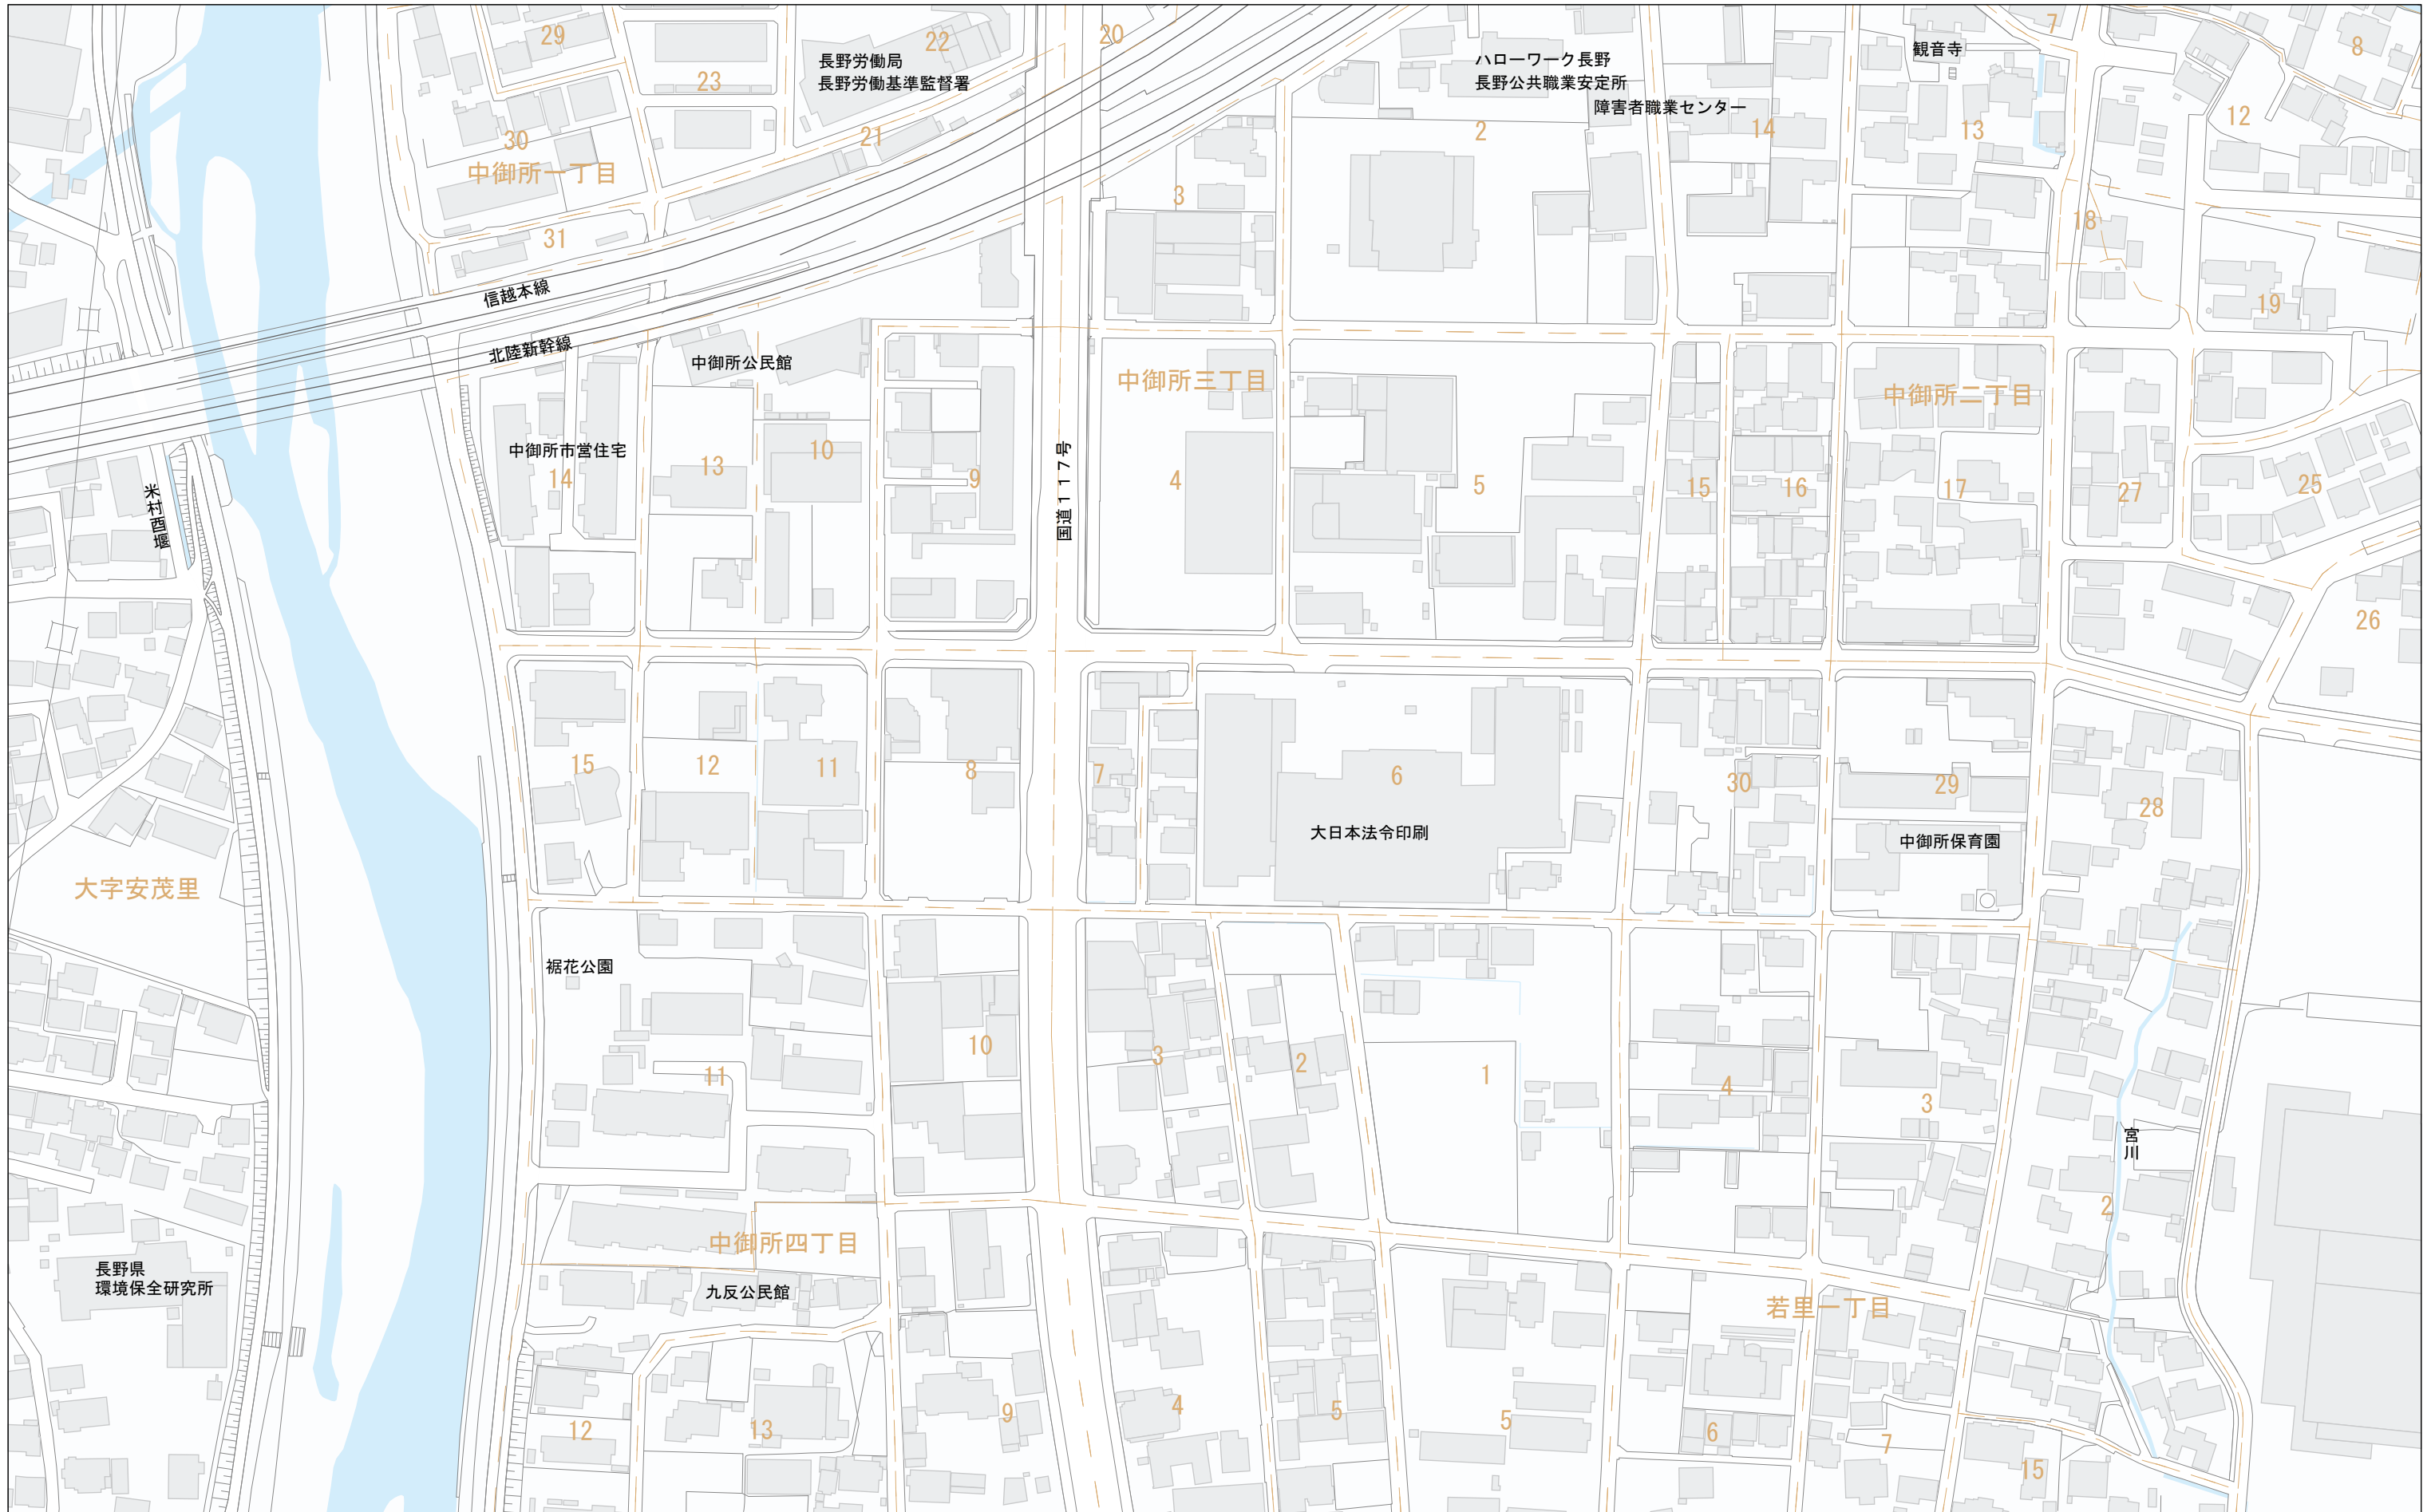 29
22
20
7
8
長野労働局
長野労働基準監督署
ハローワーク長野
長野公共職業安定所
障害者職業センター
観音寺
23
30
21
2
14
13
12
中御所一丁目
3
18
31
信越本線
19
北陸新幹線
中御所公民館
中御所三丁目
中御所二丁目
中御所市営住宅
14
13
10
9
国道117号
4
5
15
16
17
27
25
米村西堰
26
15
12
11
8
7
6
30
29
28
大日本法令印刷
中御所保育園
大字安茂里
裾花公園
11
10
3
2
1
4
3
宮川
2
中御所四丁目
長野県
環境保全研究所
九反公民館
若里一丁目
12
13
9
4
5
5
6
7
15